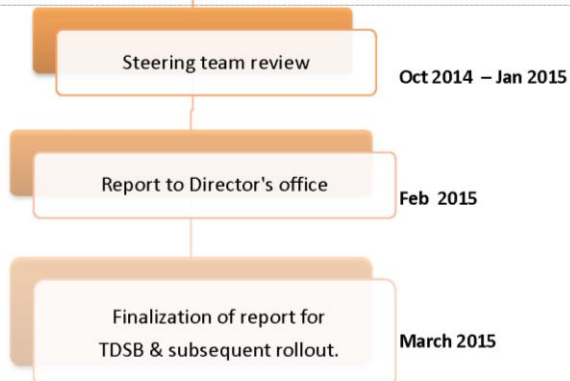 Steering team review
Oct 2014 – Jan 2015
Report to Director's office
Feb 2015
Finalization of report for
TDSB & subsequent rollout.
March 2015